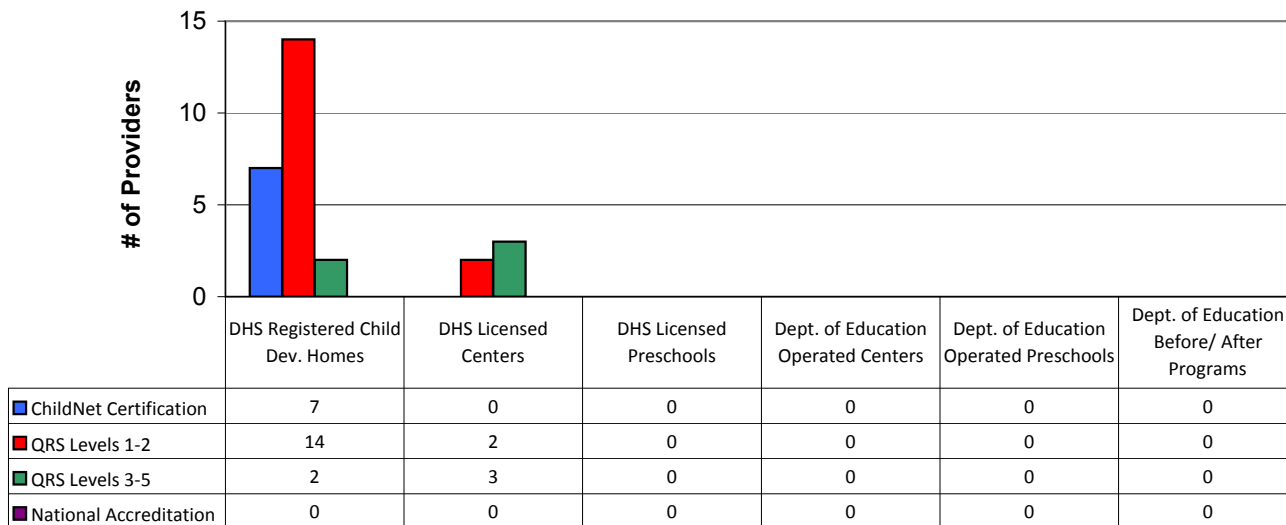 15
10
5
0
# of Providers
DHS Registered Child Dev. Homes
DHS Licensed Centers
DHS Licensed Preschools
Dept. of Education Operated Centers
Dept. of Education Operated Preschools
Dept. of Education Before/ After Programs
ChildNet Certification 7 0 0 0 0 0
QRS Levels 1-2 14 2 0 0 0 0
QRS Levels 3-5 2 3 0 0 0 0
National Accreditation 0 0 0 0 0 0